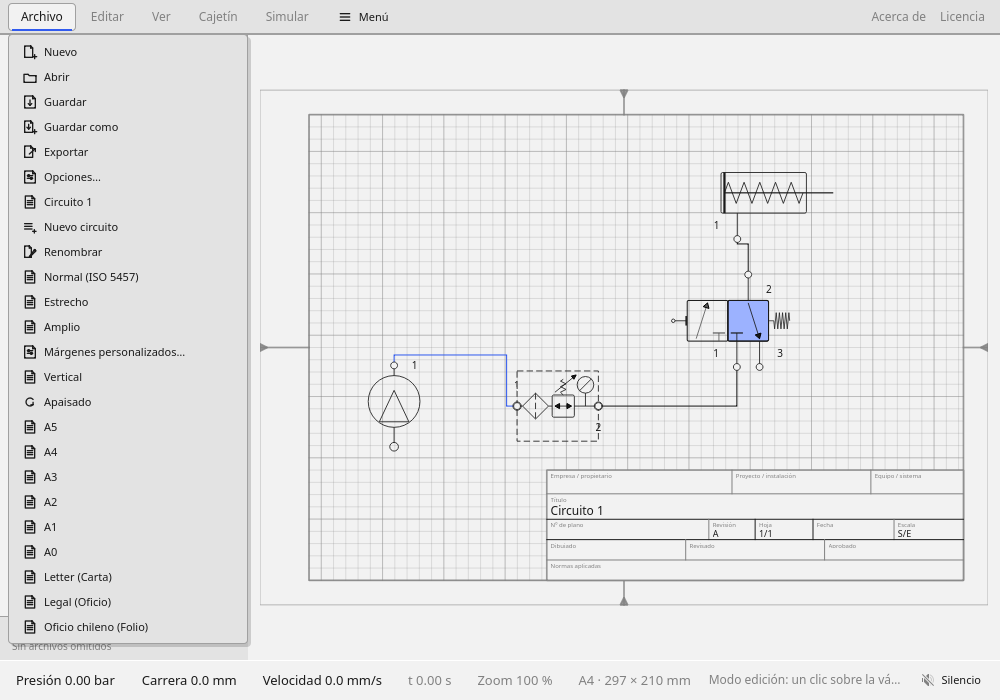 Archivo Editar Ver Cajetín Simular Menú Acerca de Licencia
Nuevo
Abrir
Guardar
Guardar como
Exportar
Opciones...
Circuito 1
Nuevo circuito
Renombrar
Normal (ISO 5457)
Estrecho
Amplio
Márgenes personalizados...
Vertical
Apaisado
A5
A4
A3
A2
A1
A0
Letter (Carta)
Legal (Oficio)
Oficio chileno (Folio)
Sin archivos omitidos
1
2
1 3
1
1
2
Empresa / propietario Proyecto / instalación Equipo / sistema
Título
Circuito 1
Nº de plano Revisión Hoja Fecha Escala
A 1/1 S/E
Dibujado Revisado Aprobado
Normas aplicadas
Presión 0.00 bar Carrera 0.0 mm Velocidad 0.0 mm/s t 0.00 s Zoom 100 % A4 · 297 × 210 mm Modo edición: un clic sobre la vá... Silencio